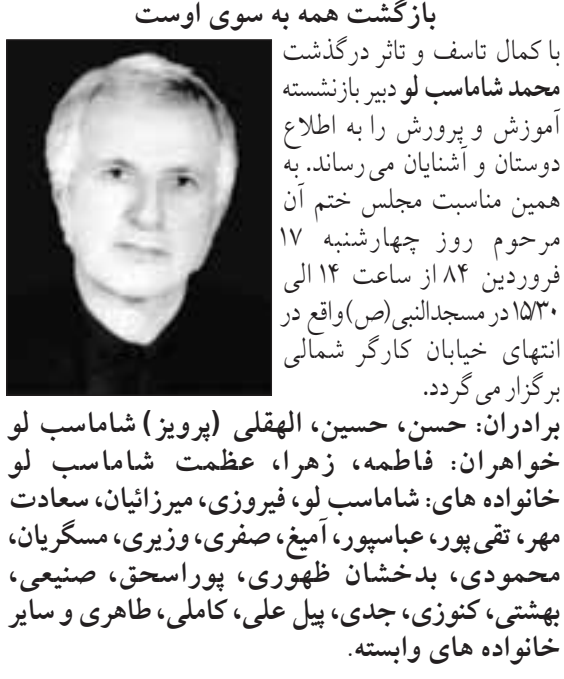 بازگشت همه به سوی اوست
با کمال تاسف و تاثر درگذشت
محمد شاماسب لو دبیر بازنشسته
آموزش و پرورش را به اطلاع
دوستان و آشنایان می رساند. به
همین مناسبت مجلس ختم آن
مرحوم روز چهارشنبه ۱۷
فروردین ۸۴ از ساعت ۱۴ الی
۱۵/۳۰ در مسجدالنبی(ص)واقع در
انتهای خیابان کارگر شمالی
برگزار می گردد.
برادران: حسن، حسین، الهقلی (پرویز) شاماسب لو
خواهران: فاطمه، زهرا، عظمت شاماسب لو
خانواده های: شاماسب لو، فیروزی، میرزائیان، سعادت
مهر، تقی پور، عباسپور، آمیغ، صفری، وزیری، مسگریان،
محمودی، بدخشان ظهوری، پوراسحق، صنیعی،
بهشتی، کنوزی، جدی، پیل علی، کاملی، طاهری و سایر
خانواده های وابسته.